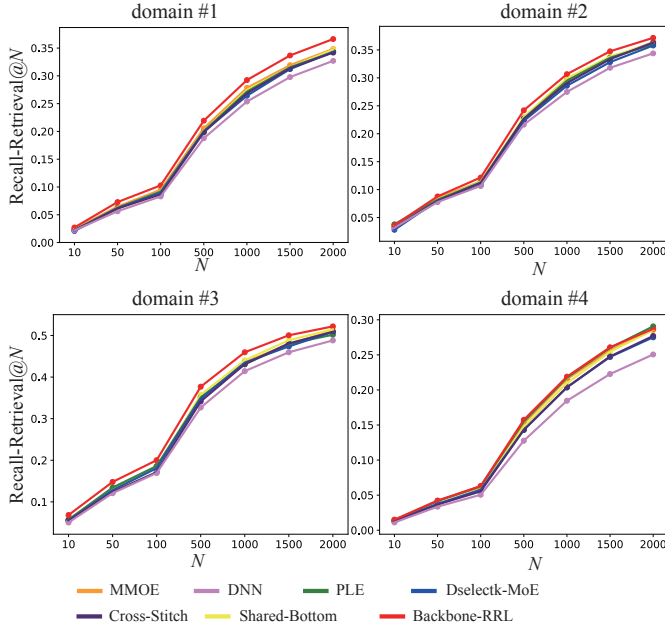 domain #1
domain #2
Recall-Retrieval@N
0.35
0.30
0.25
0.20
0.15
0.10
0.05
0.00
10 50 100 500 1000 1500 2000
N
0.35
0.30
0.25
0.20
0.15
0.10
0.05
10 50 100 500 1000 1500 2000
N
domain #3
domain #4
Recall-Retrieval@N
0.5
0.4
0.3
0.2
0.1
10 50 100 500 1000 1500 2000
N
0.30
0.25
0.20
0.15
0.10
0.05
0.00
10 50 100 500 1000 1500 2000
N
MMOE DNN PLE Dselectk-MoE
Cross-Stitch Shared-Bottom Backbone-RRL